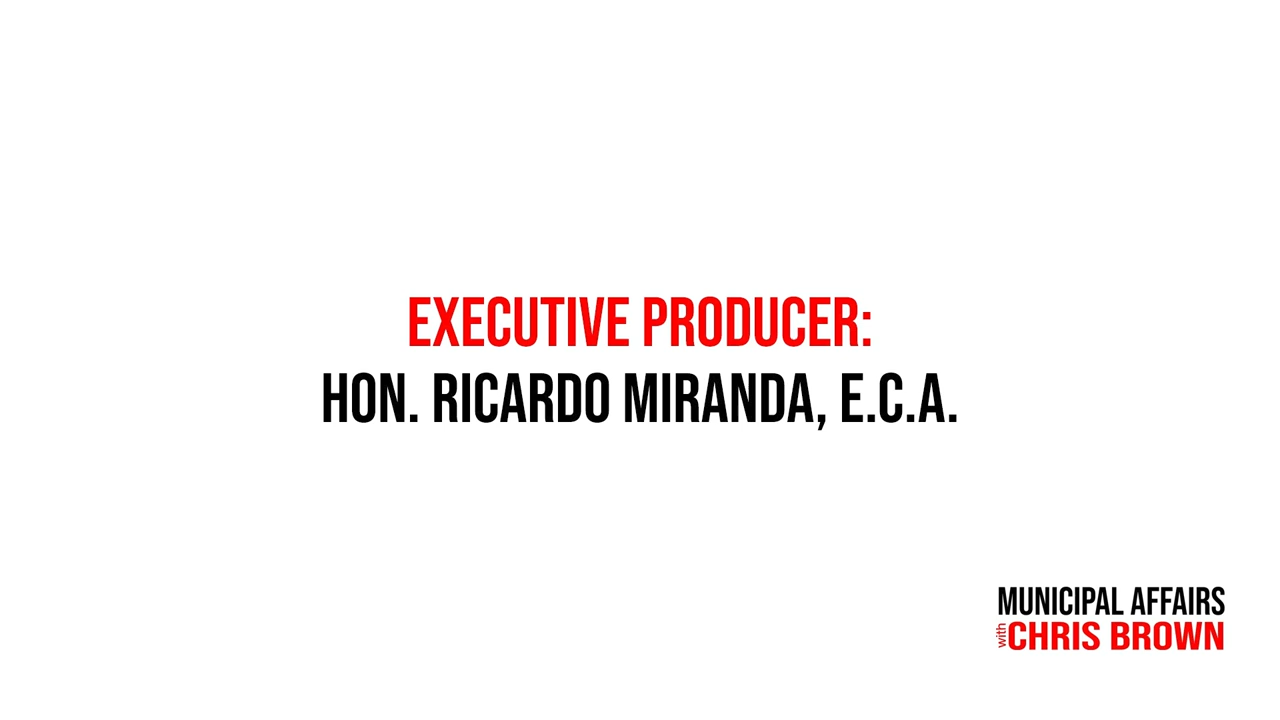 EXECUTIVE PRODUCER:
HON. RICARDO MIRANDA, E.C.A.
MUNICIPAL AFFAIRS
with CHRIS BROWN